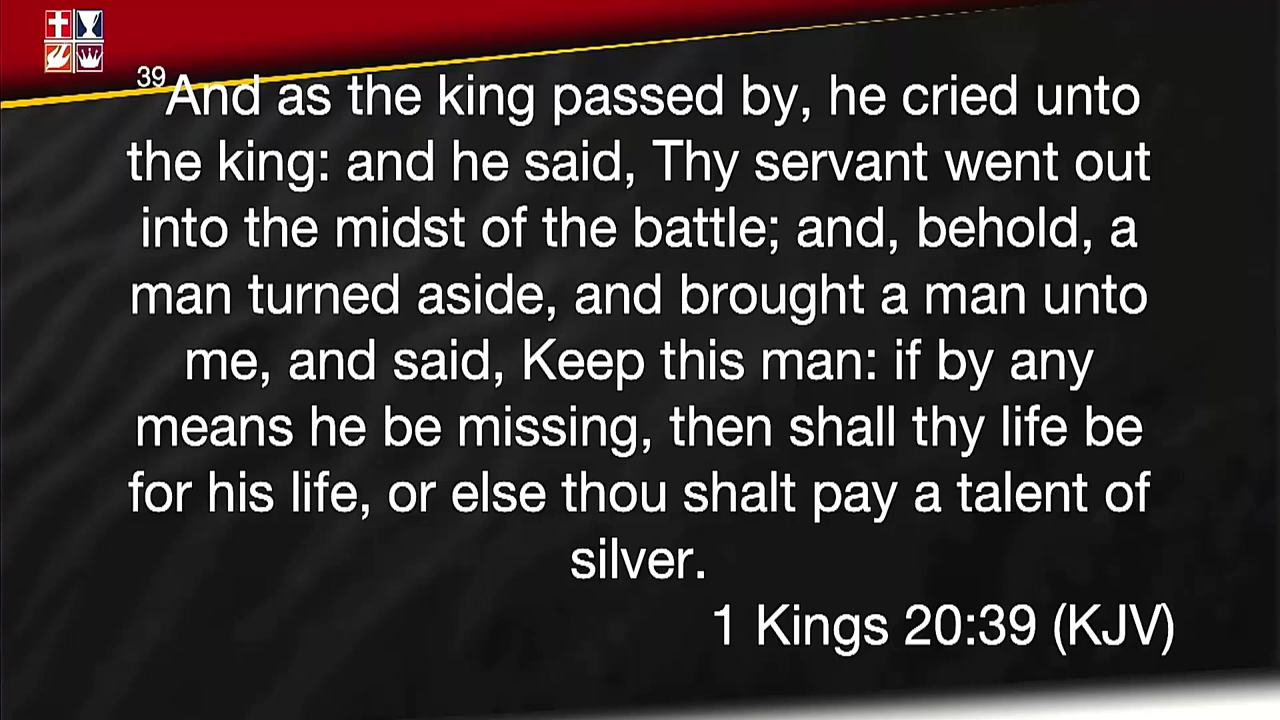 39 And as the king passed by, he cried unto
the king: and he said, Thy servant went out
into the midst of the battle; and, behold, a
man turned aside, and brought a man unto
me, and said, Keep this man: if by any
means he be missing, then shall thy life be
for his life, or else thou shalt pay a talent of
silver.
1 Kings 20:39 (KJV)